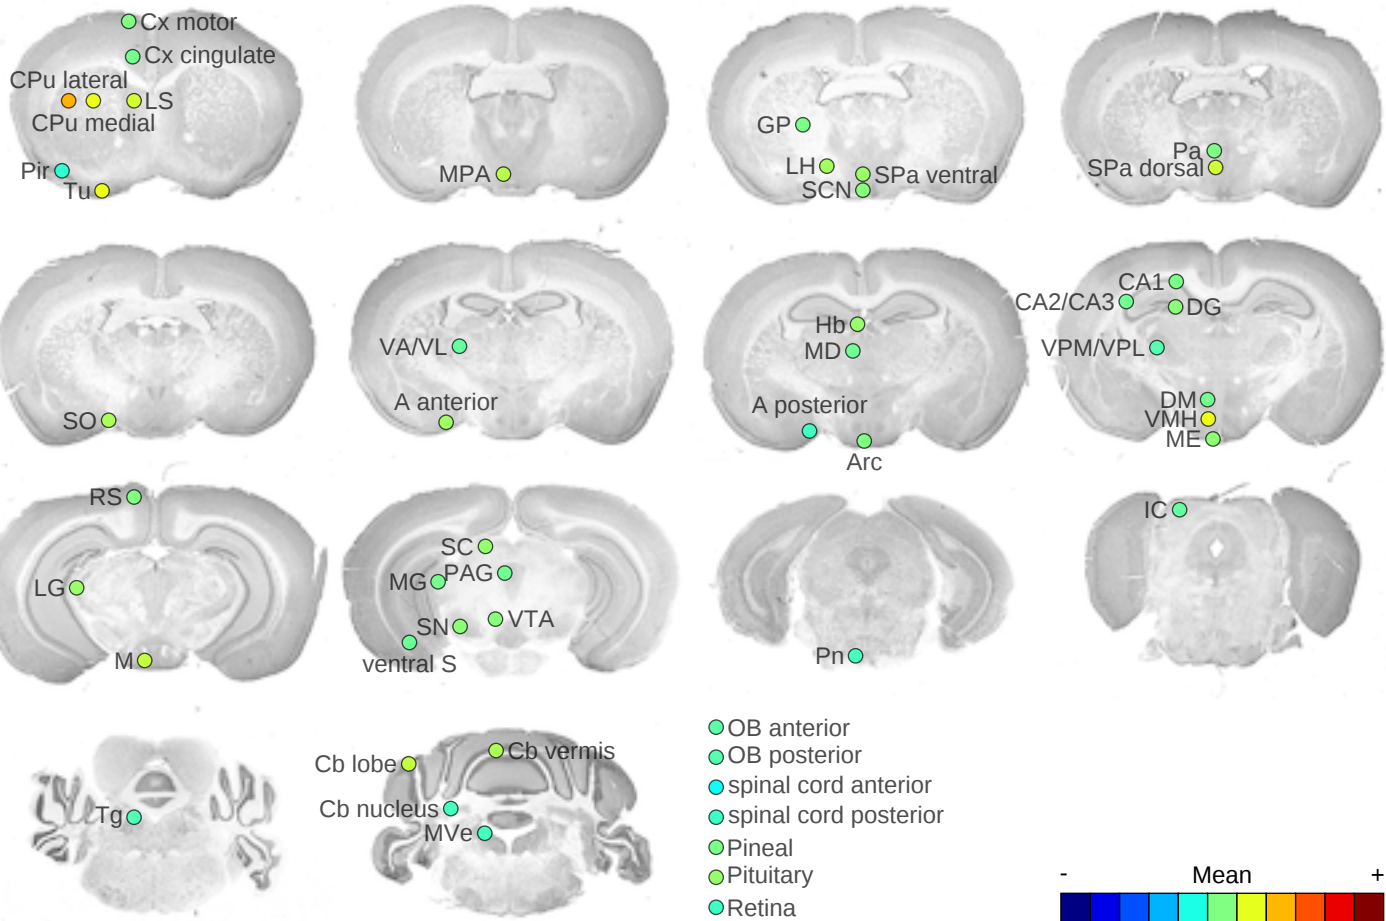 Cx motor
Cx cingulate
CPu lateral
LS
CPu medial
Pir
Tu
MPA
GP
LH
SPa ventral
SCN
Pa
SPa dorsal
SO
VA/VL
A anterior
Hb
MD
A posterior
Arc
CA1
CA2/CA3
DG
VPM/VPL
DM
VMH
ME
RS
LG
M
SC
MG
PAG
SN
VTA
ventral S
Pn
IC
Tg
Cb lobe
Cb vermis
Cb nucleus
MVe
OB anterior
OB posterior
spinal cord anterior
spinal cord posterior
Pineal
Pituitary
Retina
- Mean +